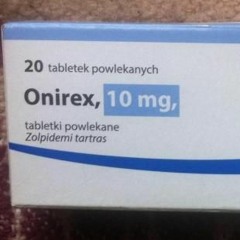 20 tabletek powlekanych
Onirex, 10 mg,
tabletki powlekane
Zolpidemi tartras